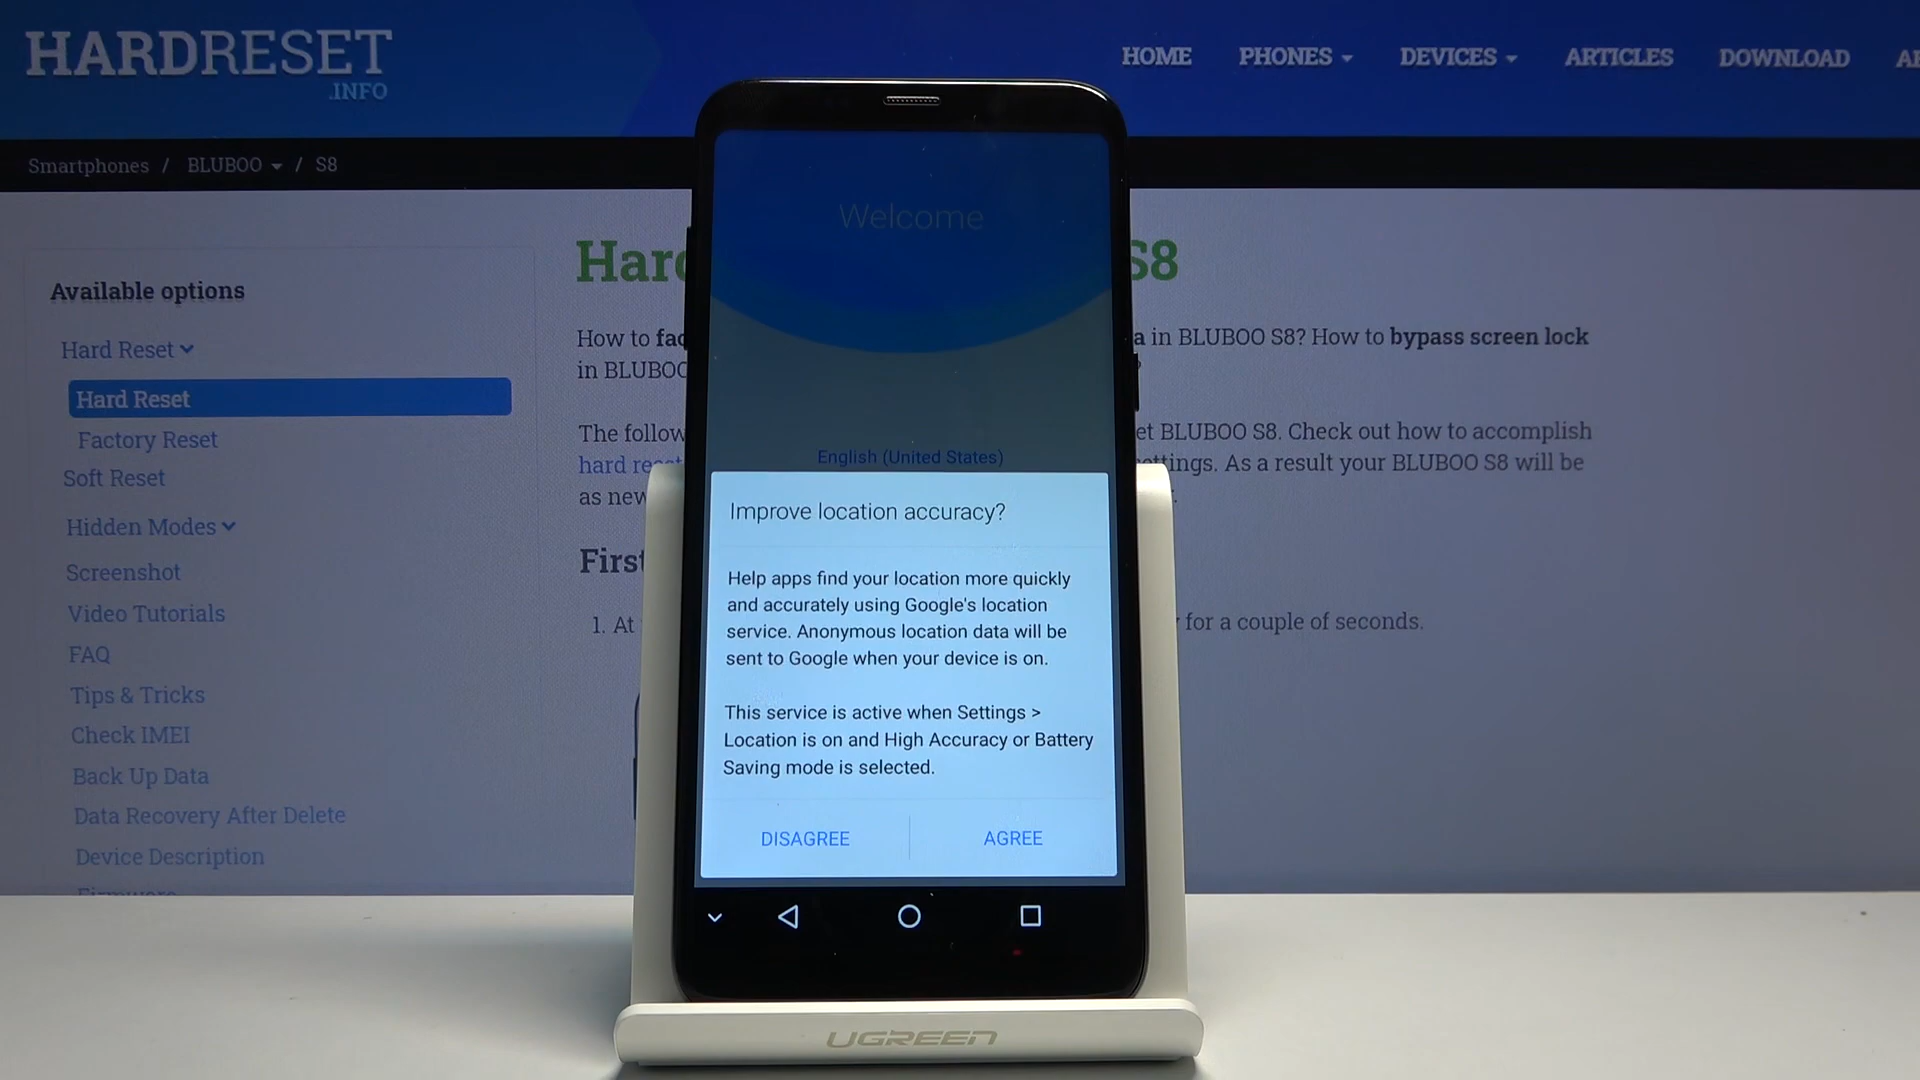 HARDRESET
.INFO
HOME PHONES DEVICES ARTICLES DOWNLOAD
Smartphones / BLUBOO / S8
Available options
Hard Reset
Hard Reset
Factory Reset
Soft Reset
Hidden Modes
Screenshot
Video Tutorials
FAQ
Tips & Tricks
Check IMEI
Back Up Data
Data Recovery After Delete
Device Description
Firmware
Hard S8
How to in BLUBOO S8? How to bypass screen lock
in BLUBOO
The BLUBOO S8. Check out how to accomplish
hard As a result your BLUBOO S8 will be
as new
First
1. At for a couple of seconds.
Welcome
English (United States)
Improve location accuracy?
Help apps find your location more quickly
and accurately using Google's location
service. Anonymous location data will be
sent to Google when your device is on.
This service is active when Settings >
Location is on and High Accuracy or Battery
Saving mode is selected.
DISAGREE AGREE
UGREEN